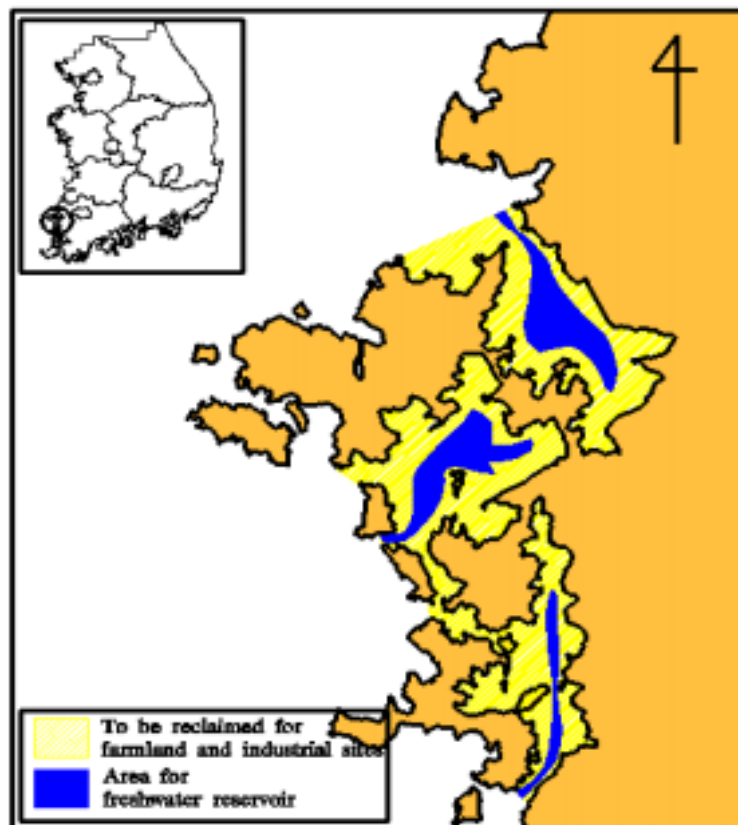 To be reclaimed for
farmland and industrial sites
Area for
freshwater reservoir